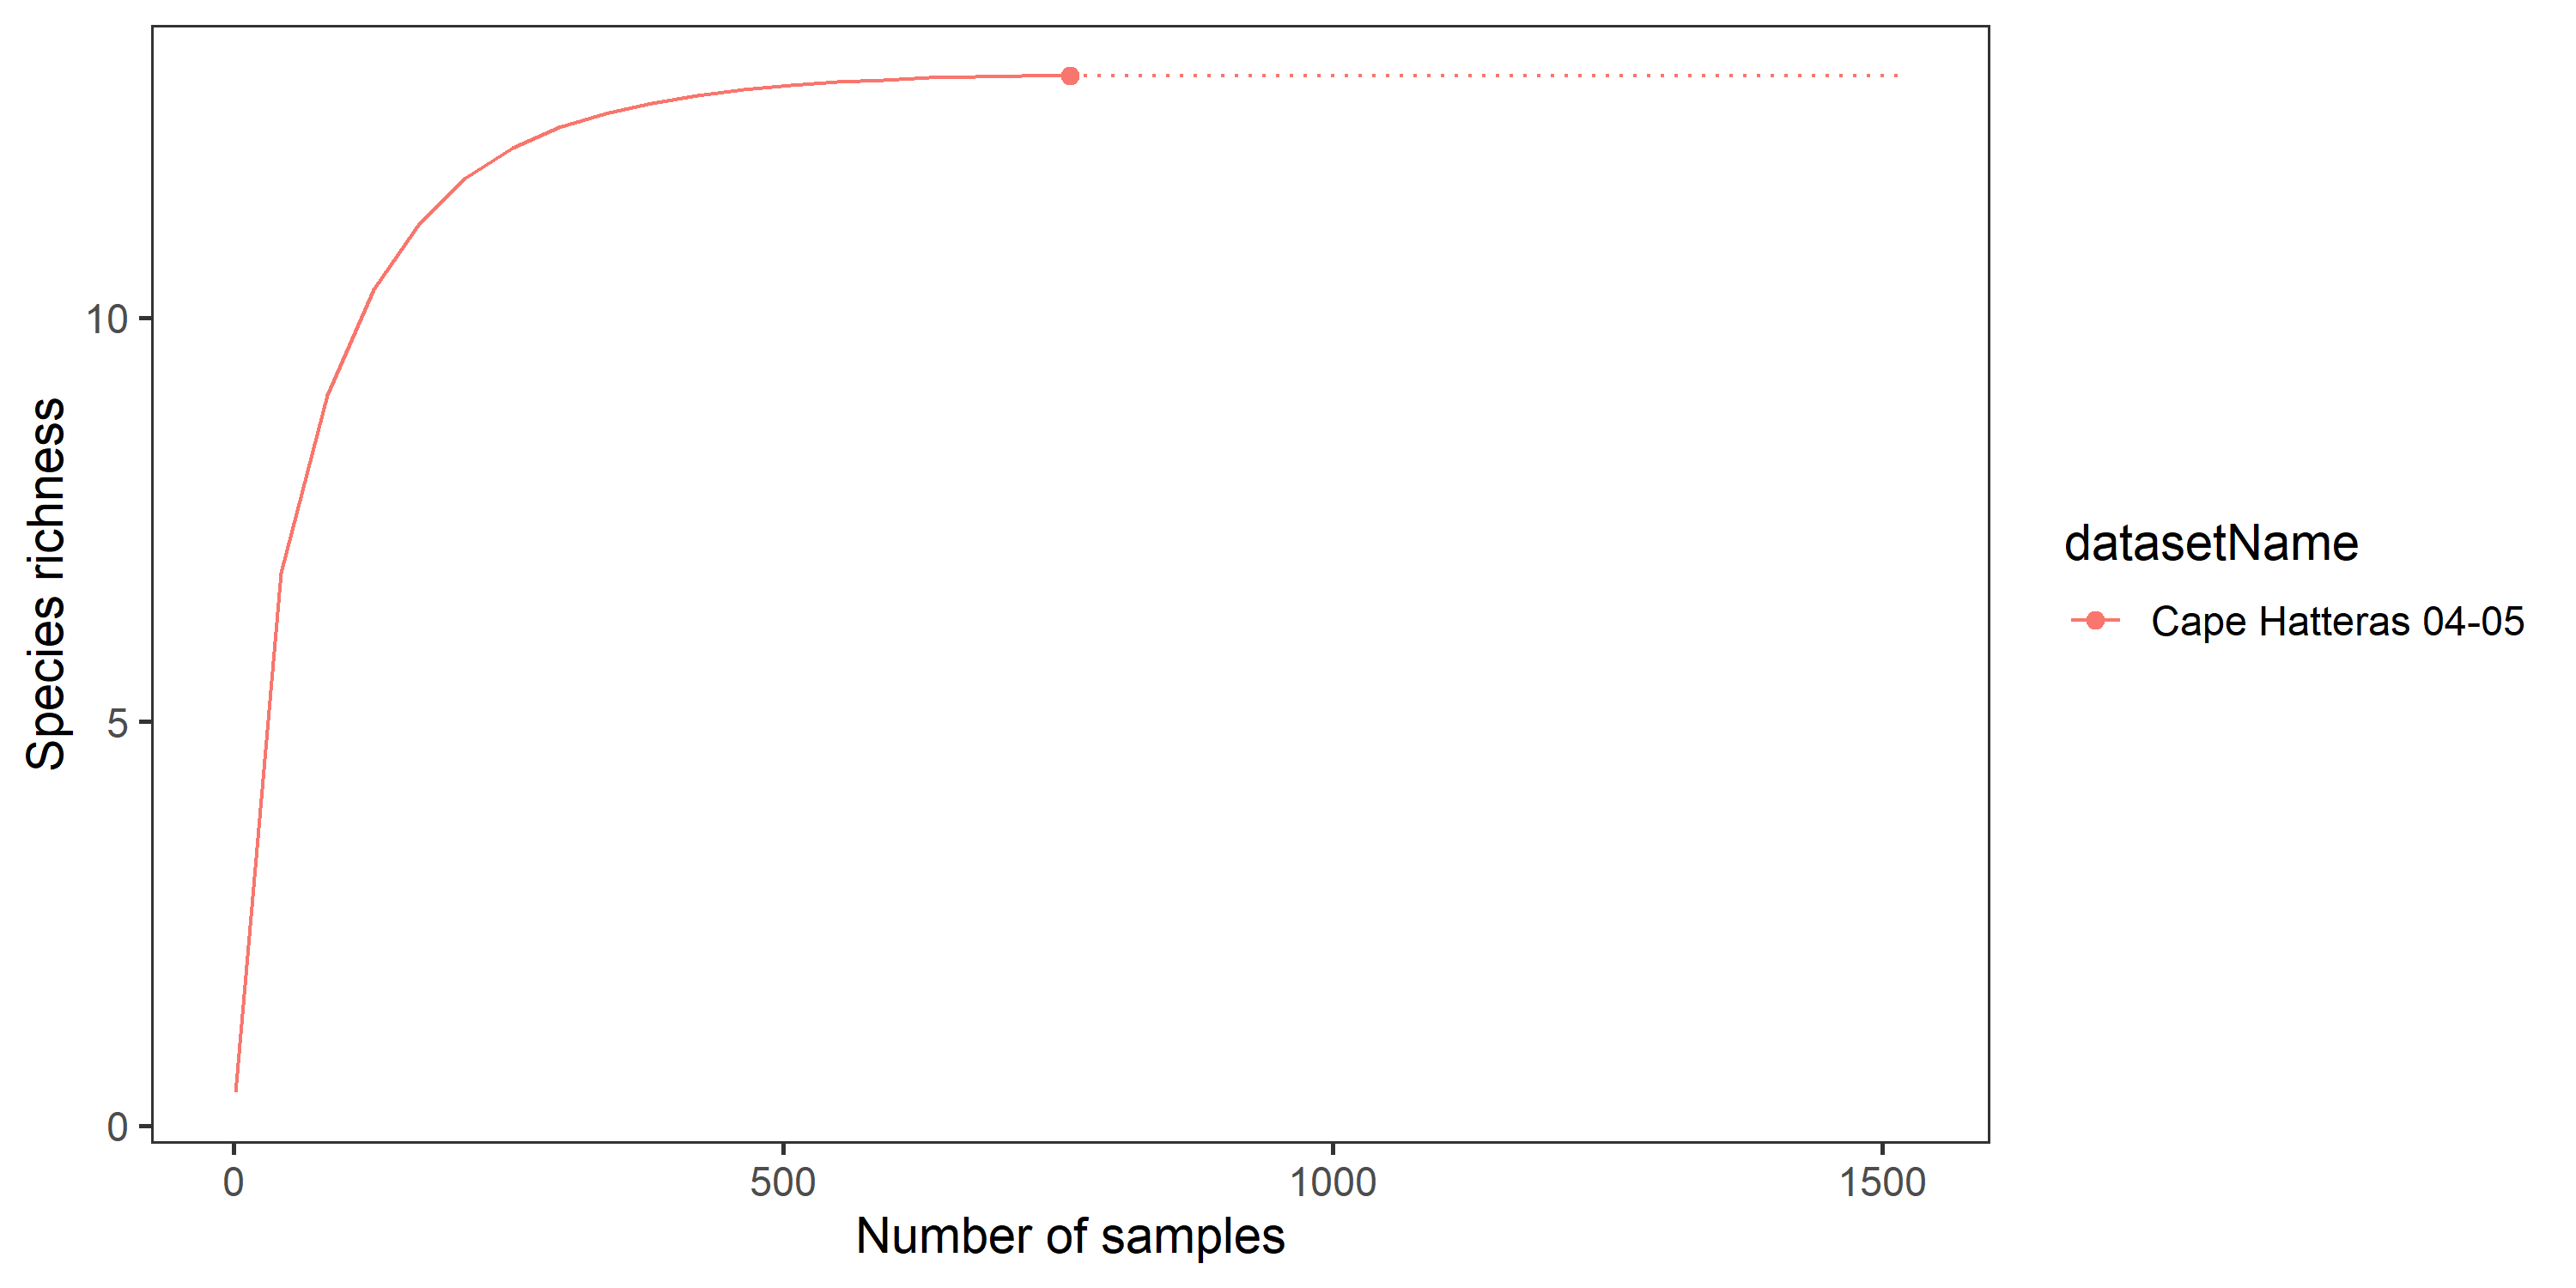 Species richness
10
5
0
0 500 1000 1500
Number of samples
datasetName
Cape Hatteras 04-05